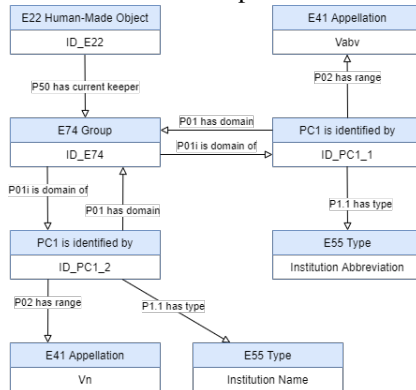 E22 Human-Made Object
ID_E22
E41 Appellation
Vabv
P50 has current keeper
P02 has range
E74 Group
ID_E74
P01 has domain
P01i is domain of
PC1 is identified by
ID_PC1_1
P01i is domain of
P01 has domain
P1.1 has type
PC1 is identified by
ID_PC1_2
E55 Type
Institution Abbreviation
P02 has range
P1.1 has type
E41 Appellation
Vn
E55 Type
Institution Name